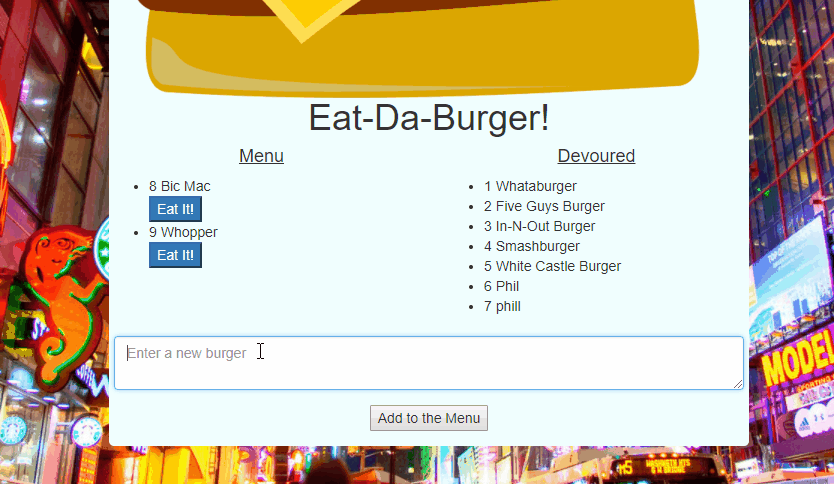 Eat-Da-Burger!
Menu
8 Bic Mac
Eat It!
9 Whopper
Eat It!
Devoured
1 Whataburger
2 Five Guys Burger
3 In-N-Out Burger
4 Smashburger
5 White Castle Burger
6 Phil
7 phill
Enter a new burger
Add to the Menu
MODEL